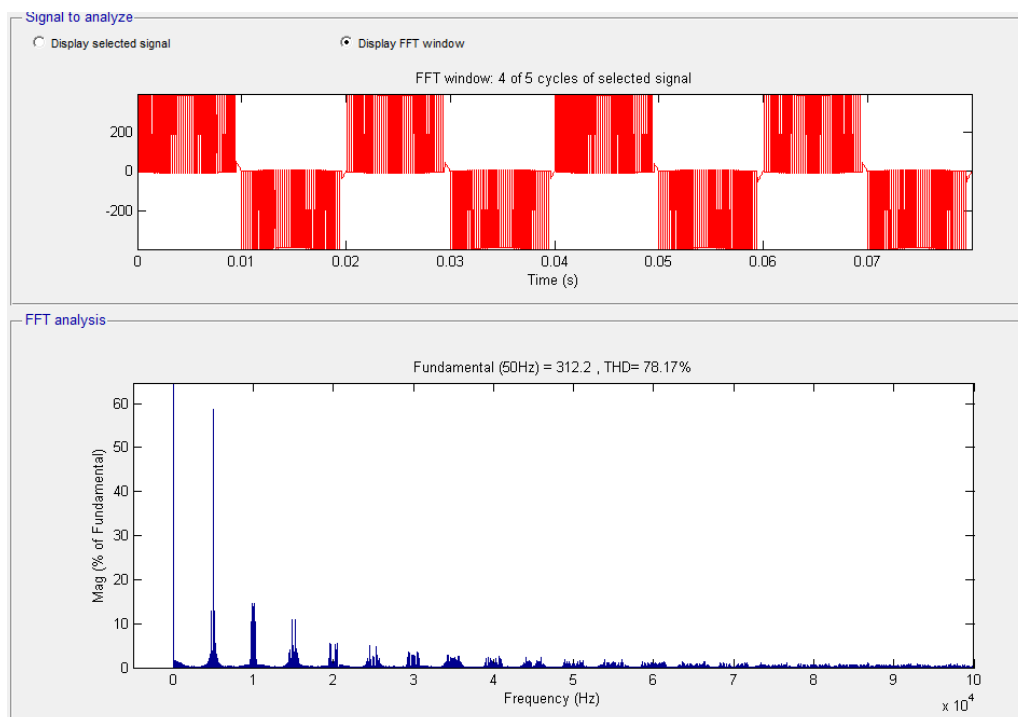 Signal to analyze
Display selected signal
Display FFT window
FFT window: 4 of 5 cycles of selected signal
200
0
-200
0
0.01
0.02
0.03
0.04
0.05
0.06
0.07
Time (s)
FFT analysis
Fundamental (50Hz) = 312.2 , THD= 78.17%
60
50
40
30
20
10
0
Mag (% of Fundamental)
0
1
2
3
4
5
6
7
8
9
10
Frequency (Hz)
x 10^4